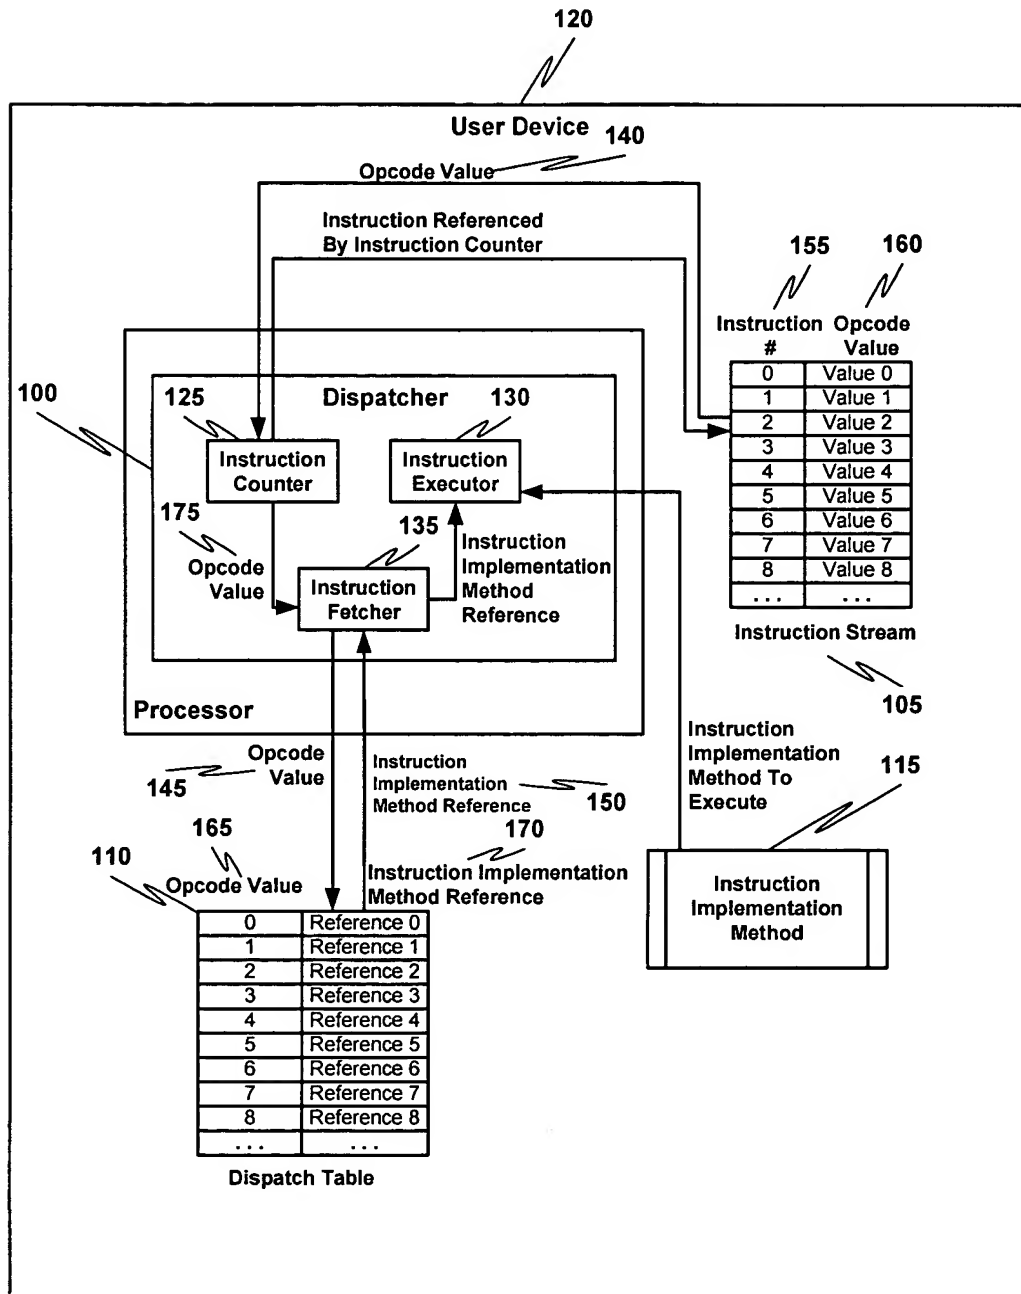 120
User Device
140
Opcode Value
Instruction Referenced
By Instruction Counter
155
160
Instruction
#
Opcode
Value
0 Value 0
1 Value 1
2 Value 2
3 Value 3
4 Value 4
5 Value 5
6 Value 6
7 Value 7
8 Value 8
. . . . . .
Instruction Stream
105
100
125
Dispatcher
130
Instruction
Counter
Instruction
Executor
175
Opcode
Value
135
Instruction
Fetcher
Instruction
Implementation
Method
Reference
Processor
Opcode
Value
145
Instruction
Implementation
Method Reference
150
Instruction
Implementation
Method To
Execute
115
Instruction
Implementation
Method
165
170
110
Opcode Value
Instruction Implementation
Method Reference
0 Reference 0
1 Reference 1
2 Reference 2
3 Reference 3
4 Reference 4
5 Reference 5
6 Reference 6
7 Reference 7
8 Reference 8
. . . . . .
Dispatch Table